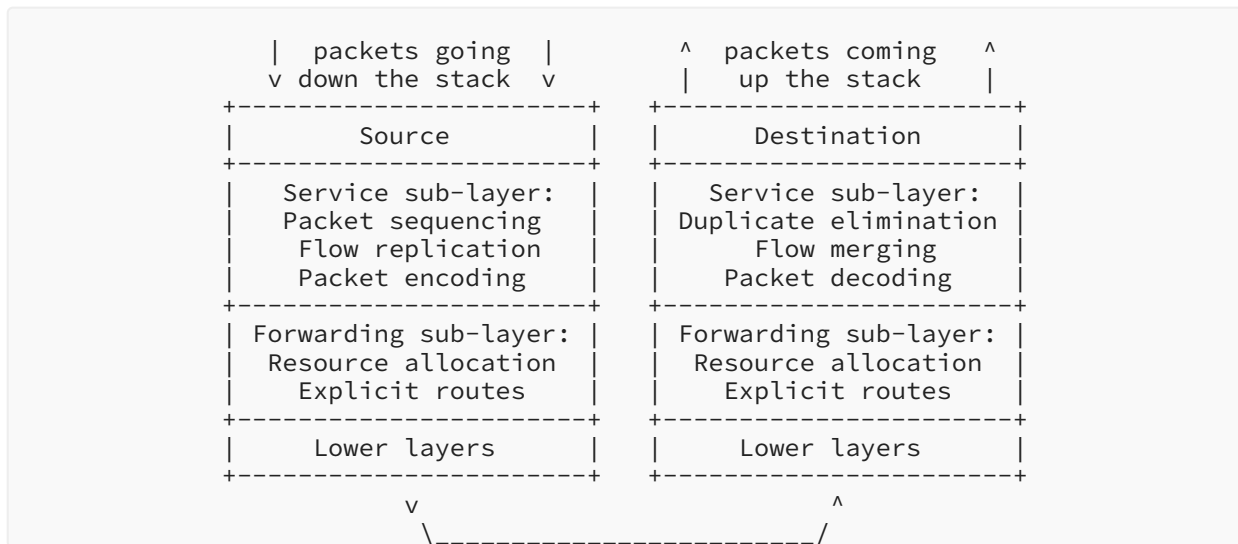 |  packets going  |        ^  packets coming   ^
v down the stack  v        |   up the stack    |
+-----------------------+   +-----------------------+
|        Source         |   |      Destination      |
+-----------------------+   +-----------------------+
|   Service sub-layer:  |   |   Service sub-layer:  |
|   Packet sequencing   |   | Duplicate elimination |
|    Flow replication   |   |      Flow merging     |
|    Packet encoding    |   |    Packet decoding    |
+-----------------------+   +-----------------------+
| Forwarding sub-layer: |   | Forwarding sub-layer: |
|  Resource allocation  |   |  Resource allocation  |
|    Explicit routes    |   |    Explicit routes    |
+-----------------------+   +-----------------------+
|     Lower layers      |   |     Lower layers      |
+-----------------------+   +-----------------------+
v                           ^
\_________________________/